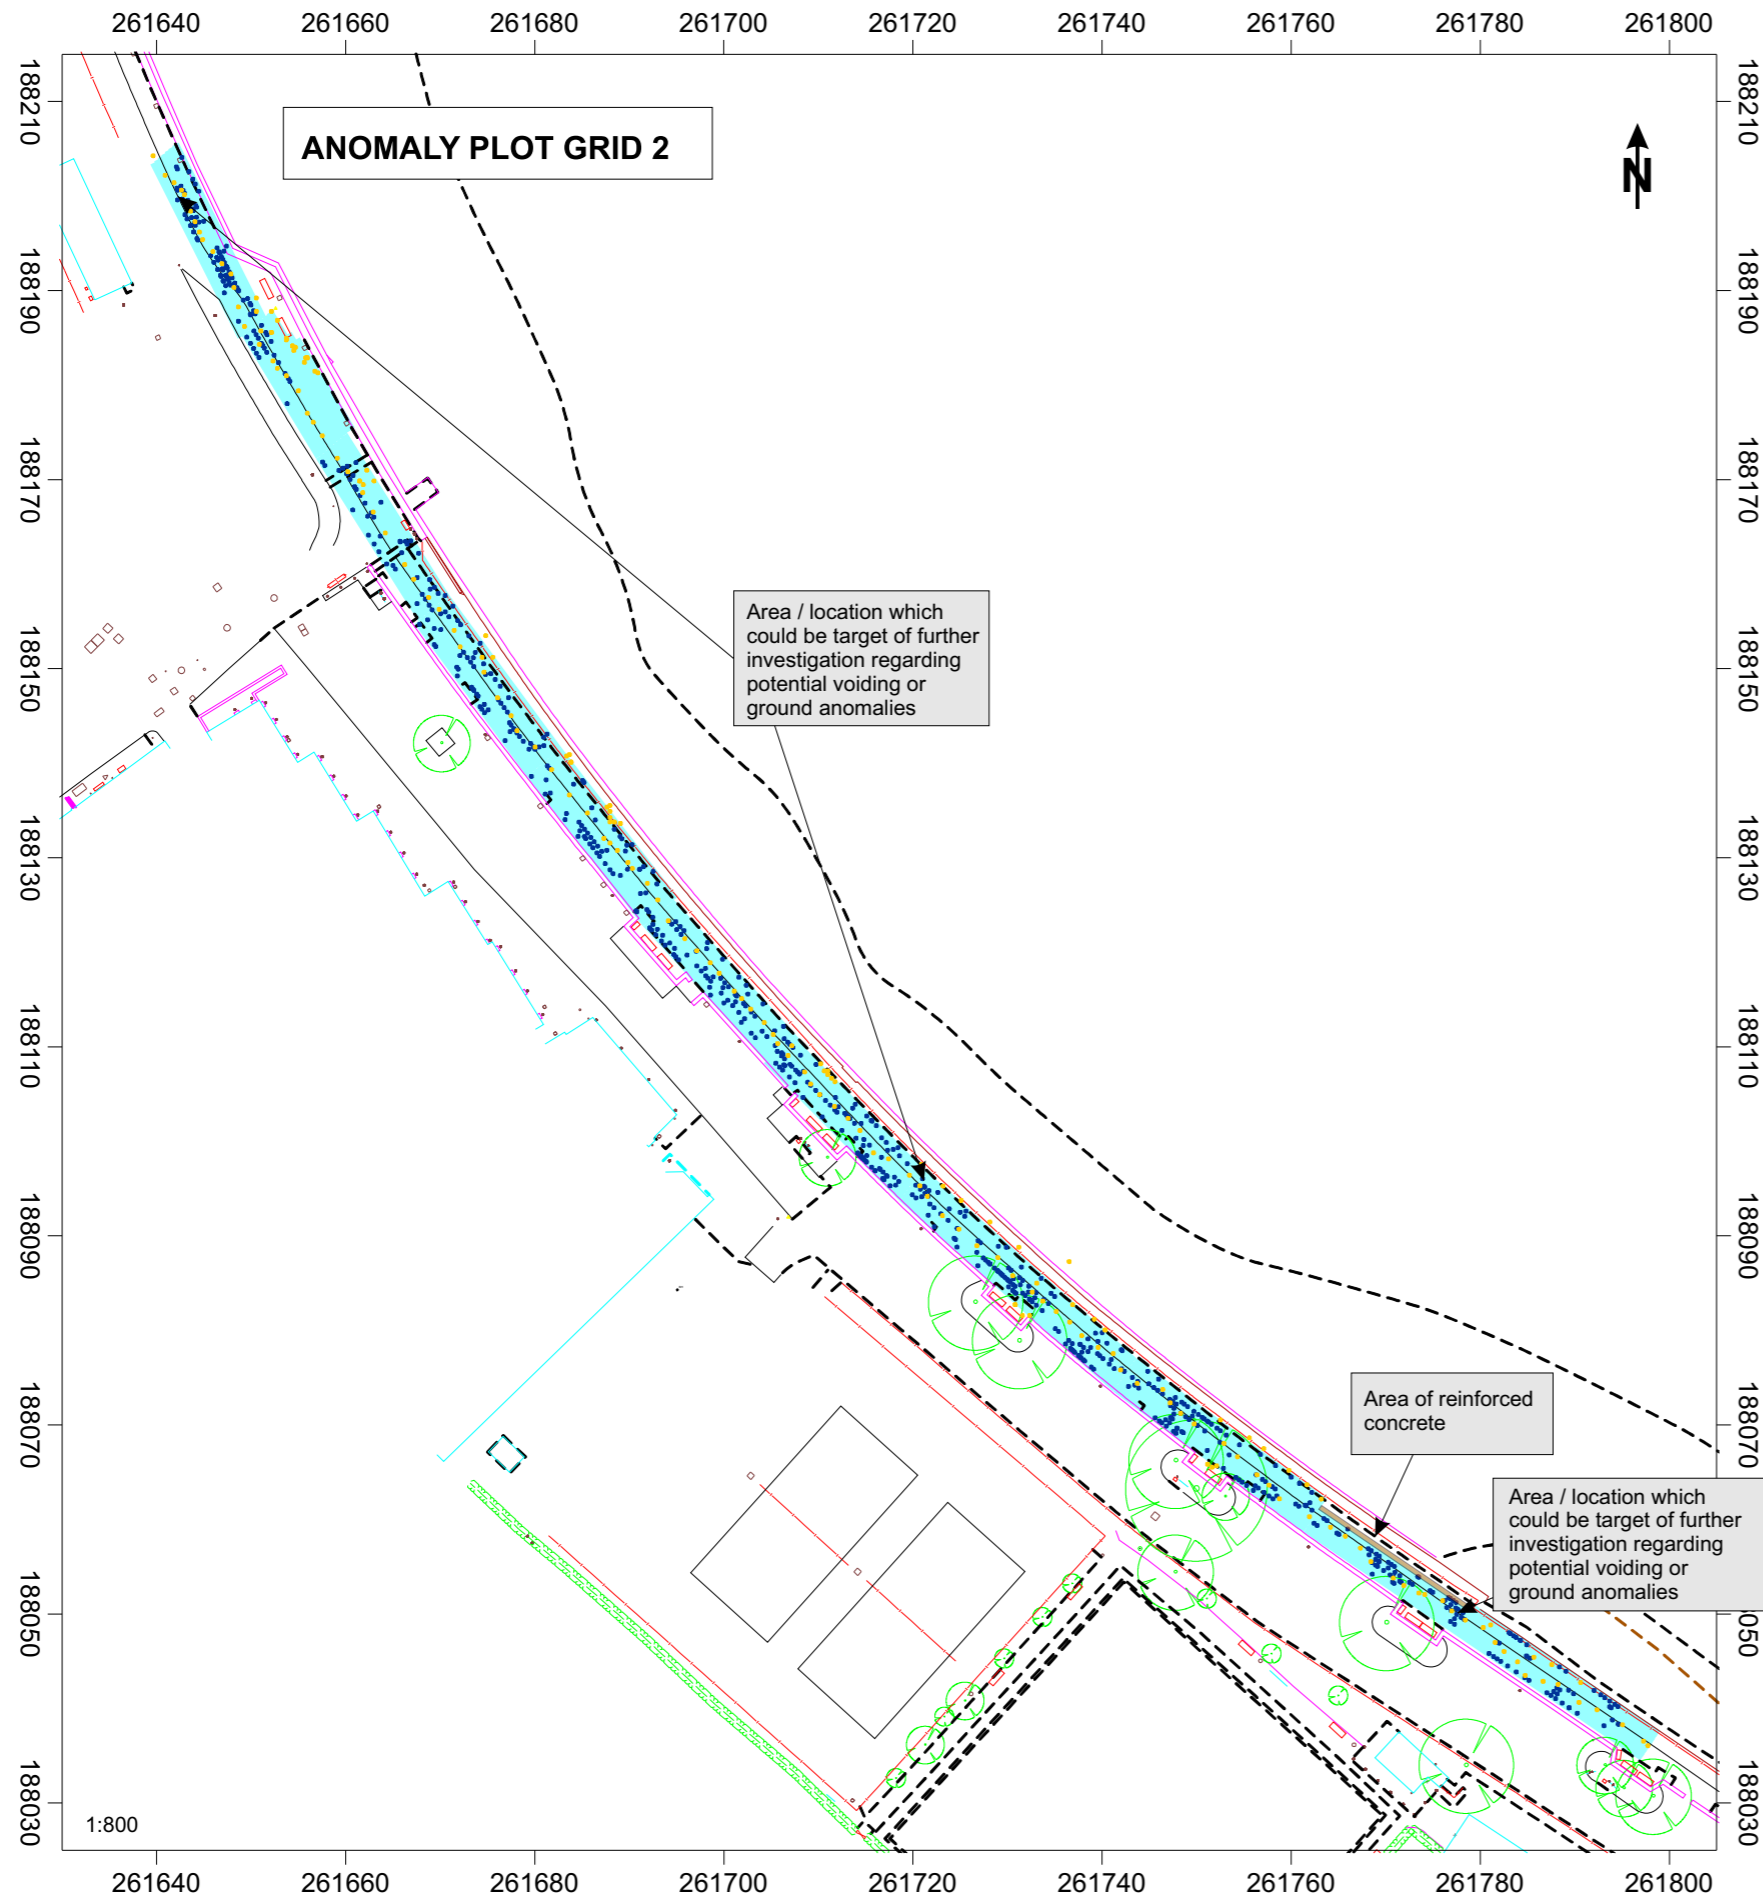 261640 261660 261680 261700 261720 261740 261760 261780 261800
ANOMALY PLOT GRID 2
N
188210
188190
188170
188150
188130
188110
188090
188070
188050
188030
188210
188190
188170
188150
188130
188110
188090
188070
050
188030
Area / location which
could be target of further
investigation regarding
potential voiding or
ground anomalies
Area of reinforced
concrete
Area / location which
could be target of further
investigation regarding
potential voiding or
ground anomalies
1:800
261640 261660 261680 261700 261720 261740 261760 261780 261800